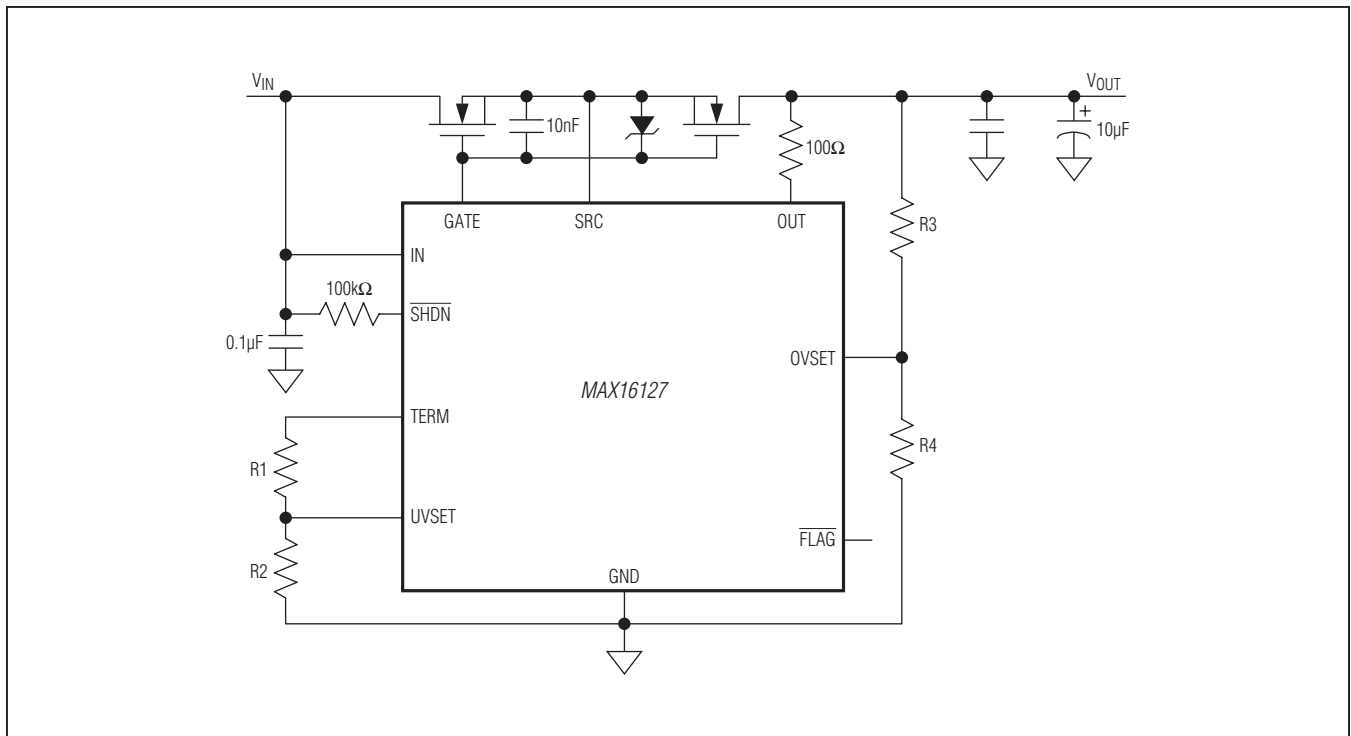 VIN
VOUT
10nF
+
10µF
100Ω
GATE
SRC
OUT
R3
IN
100kΩ
SHDN
0.1µF
OVSET
MAX16127
TERM
R4
R1
UVSET
FLAG
R2
GND